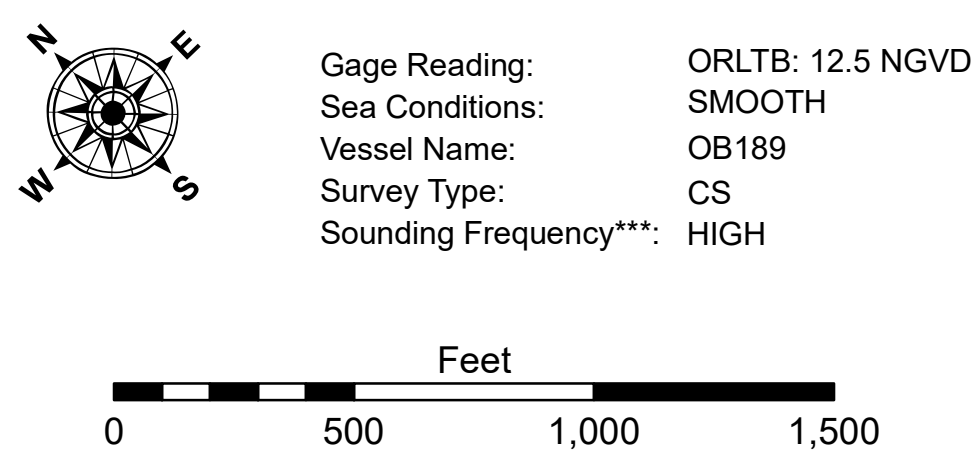 N E
W S
Gage Reading: ORLTB: 12.5 NGVD
Sea Conditions: SMOOTH
Vessel Name: OB189
Survey Type: CS
Sounding Frequency***: HIGH
Feet
0 500 1,000 1,500